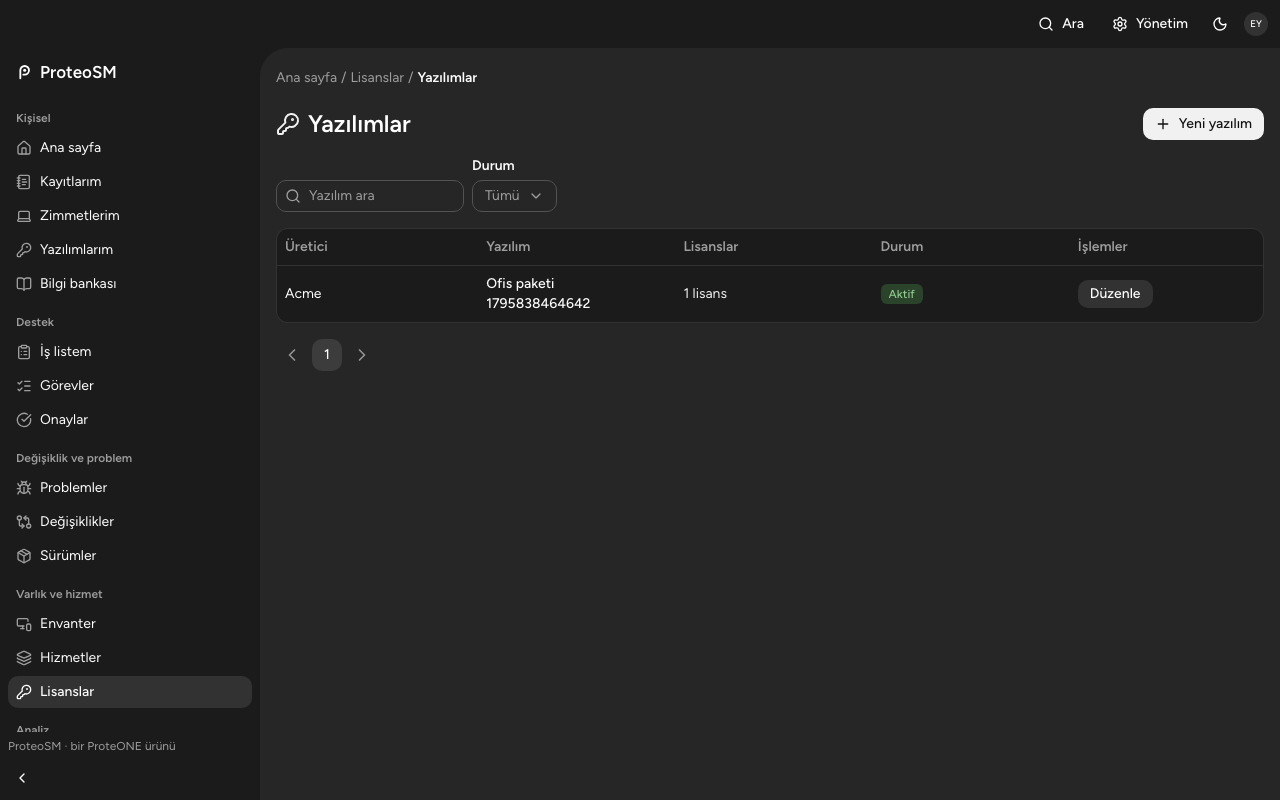 Ara
Yönetim
EY
ProteoSM
Kişisel
Ana sayfa
Kayıtlarım
Zimmetlerim
Yazılımlarım
Bilgi bankası
Destek
İş listem
Görevler
Onaylar
Değişiklik ve problem
Problemler
Değişiklikler
Sürümler
Varlık ve hizmet
Envanter
Hizmetler
Lisanslar
Analiz
ProteoSM · bir ProteONE ürünü
Ana sayfa / Lisanslar / Yazılımlar
Yazılımlar
Yeni yazılım
Durum
Yazılım ara
Tümü
Üretici Yazılım Lisanslar Durum İşlemler
Acme
Ofis paketi
1795838464642
1 lisans
Aktif
Düzenle
1